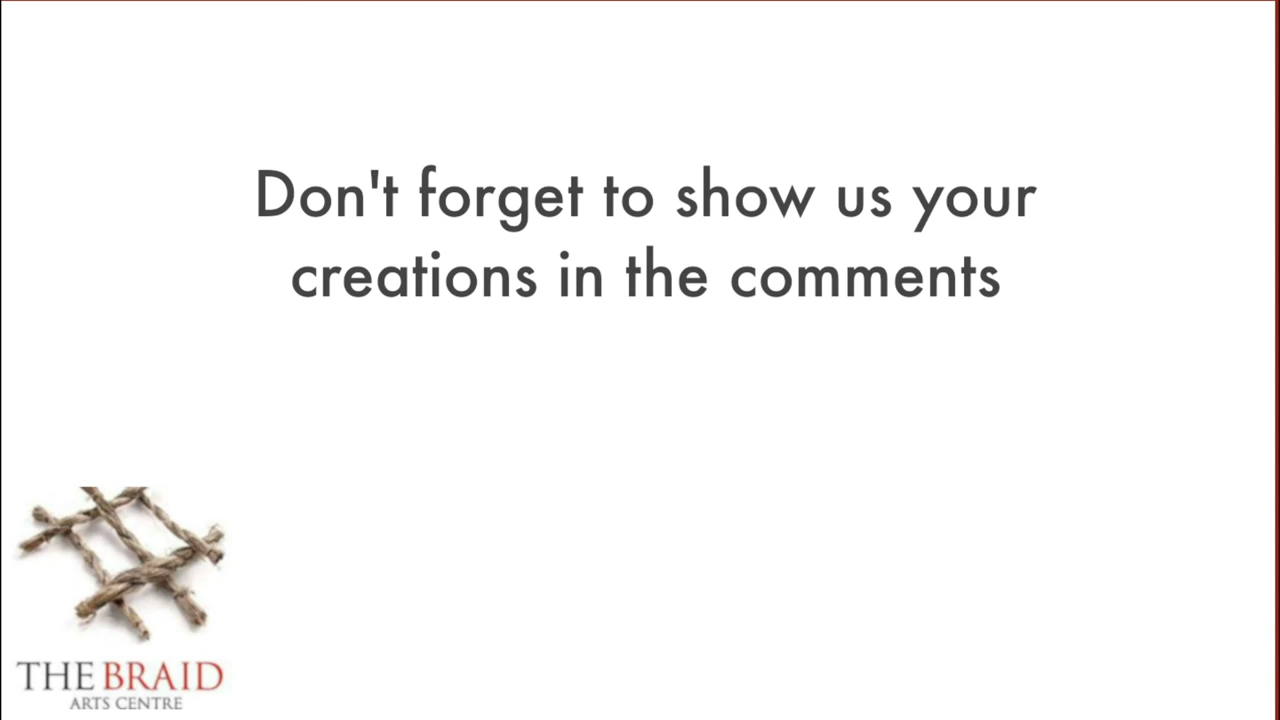 Don't forget to show us your
creations in the comments
THE BRAID
ARTS CENTRE